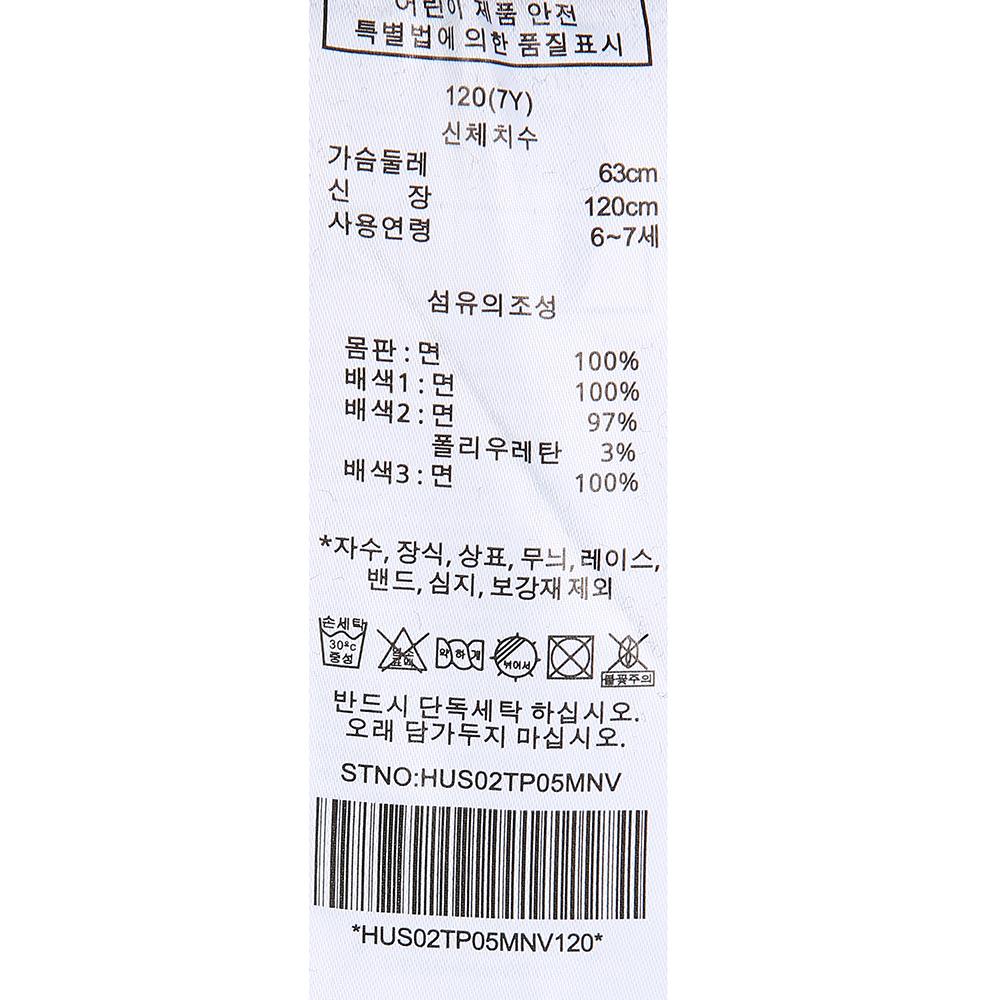 어린이 제품 안전
특별법에 의한 품질표시
120(7Y)
신체치수
가슴둘레 63cm
신 장 120cm
사용연령 6~7세
섬유의조성
몸판 : 면 100%
배색1 : 면 100%
배색2 : 면 97%
폴리우레탄 3%
배색3 : 면 100%
*자수, 장식, 상표, 무늬, 레이스,
밴드, 심지, 보강재 제외
손세탁 30℃ 중성 염소 표백 약하게 뉘어서 불꽃주의
반드시 단독세탁 하십시오.
오래 담가두지 마십시오.
STNO:HUS02TP05MNV
*HUS02TP05MNV120*